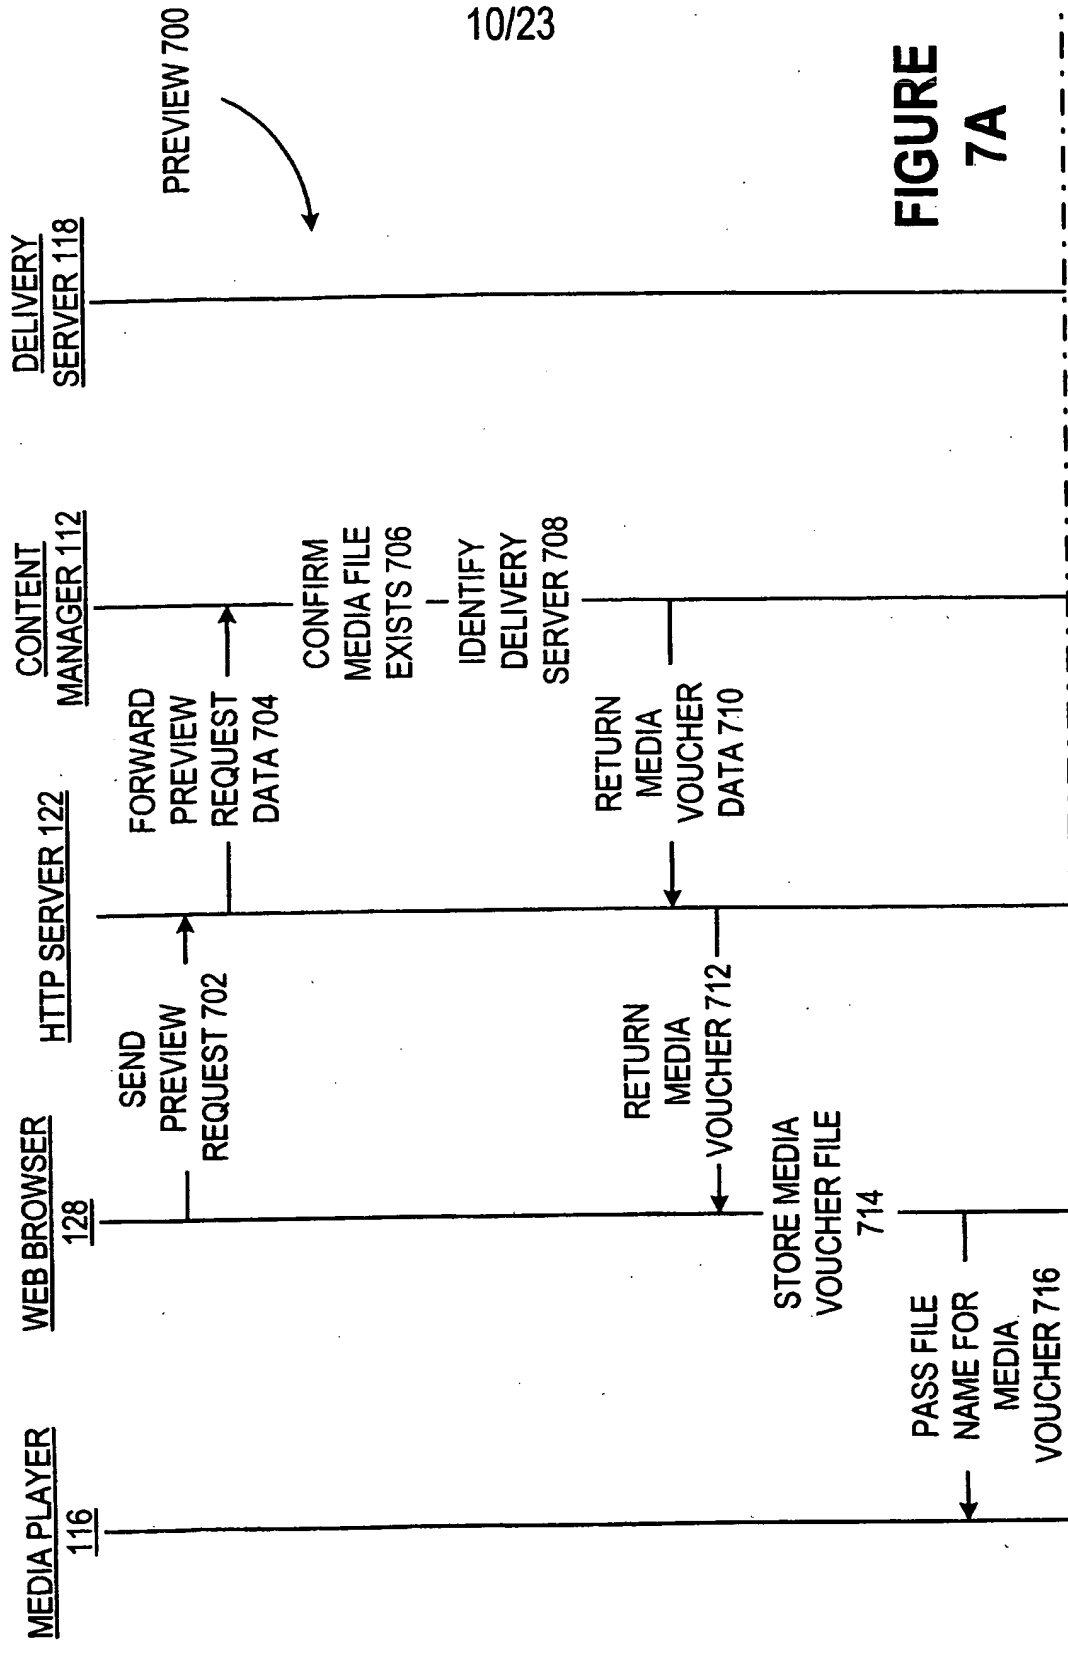 10/23
PREVIEW 700
MEDIA PLAYER
116
WEB BROWSER
128
HTTP SERVER 122
CONTENT
MANAGER 112
DELIVERY
SERVER 118
SEND
PREVIEW
REQUEST 702
FORWARD
PREVIEW
REQUEST
DATA 704
CONFIRM
MEDIA FILE
EXISTS 706
IDENTIFY
DELIVERY
SERVER 708
RETURN
MEDIA
VOUCHER
DATA 710
RETURN
MEDIA
VOUCHER 712
STORE MEDIA
VOUCHER FILE
714
PASS FILE
NAME FOR
MEDIA
VOUCHER 716
FIGURE
7A